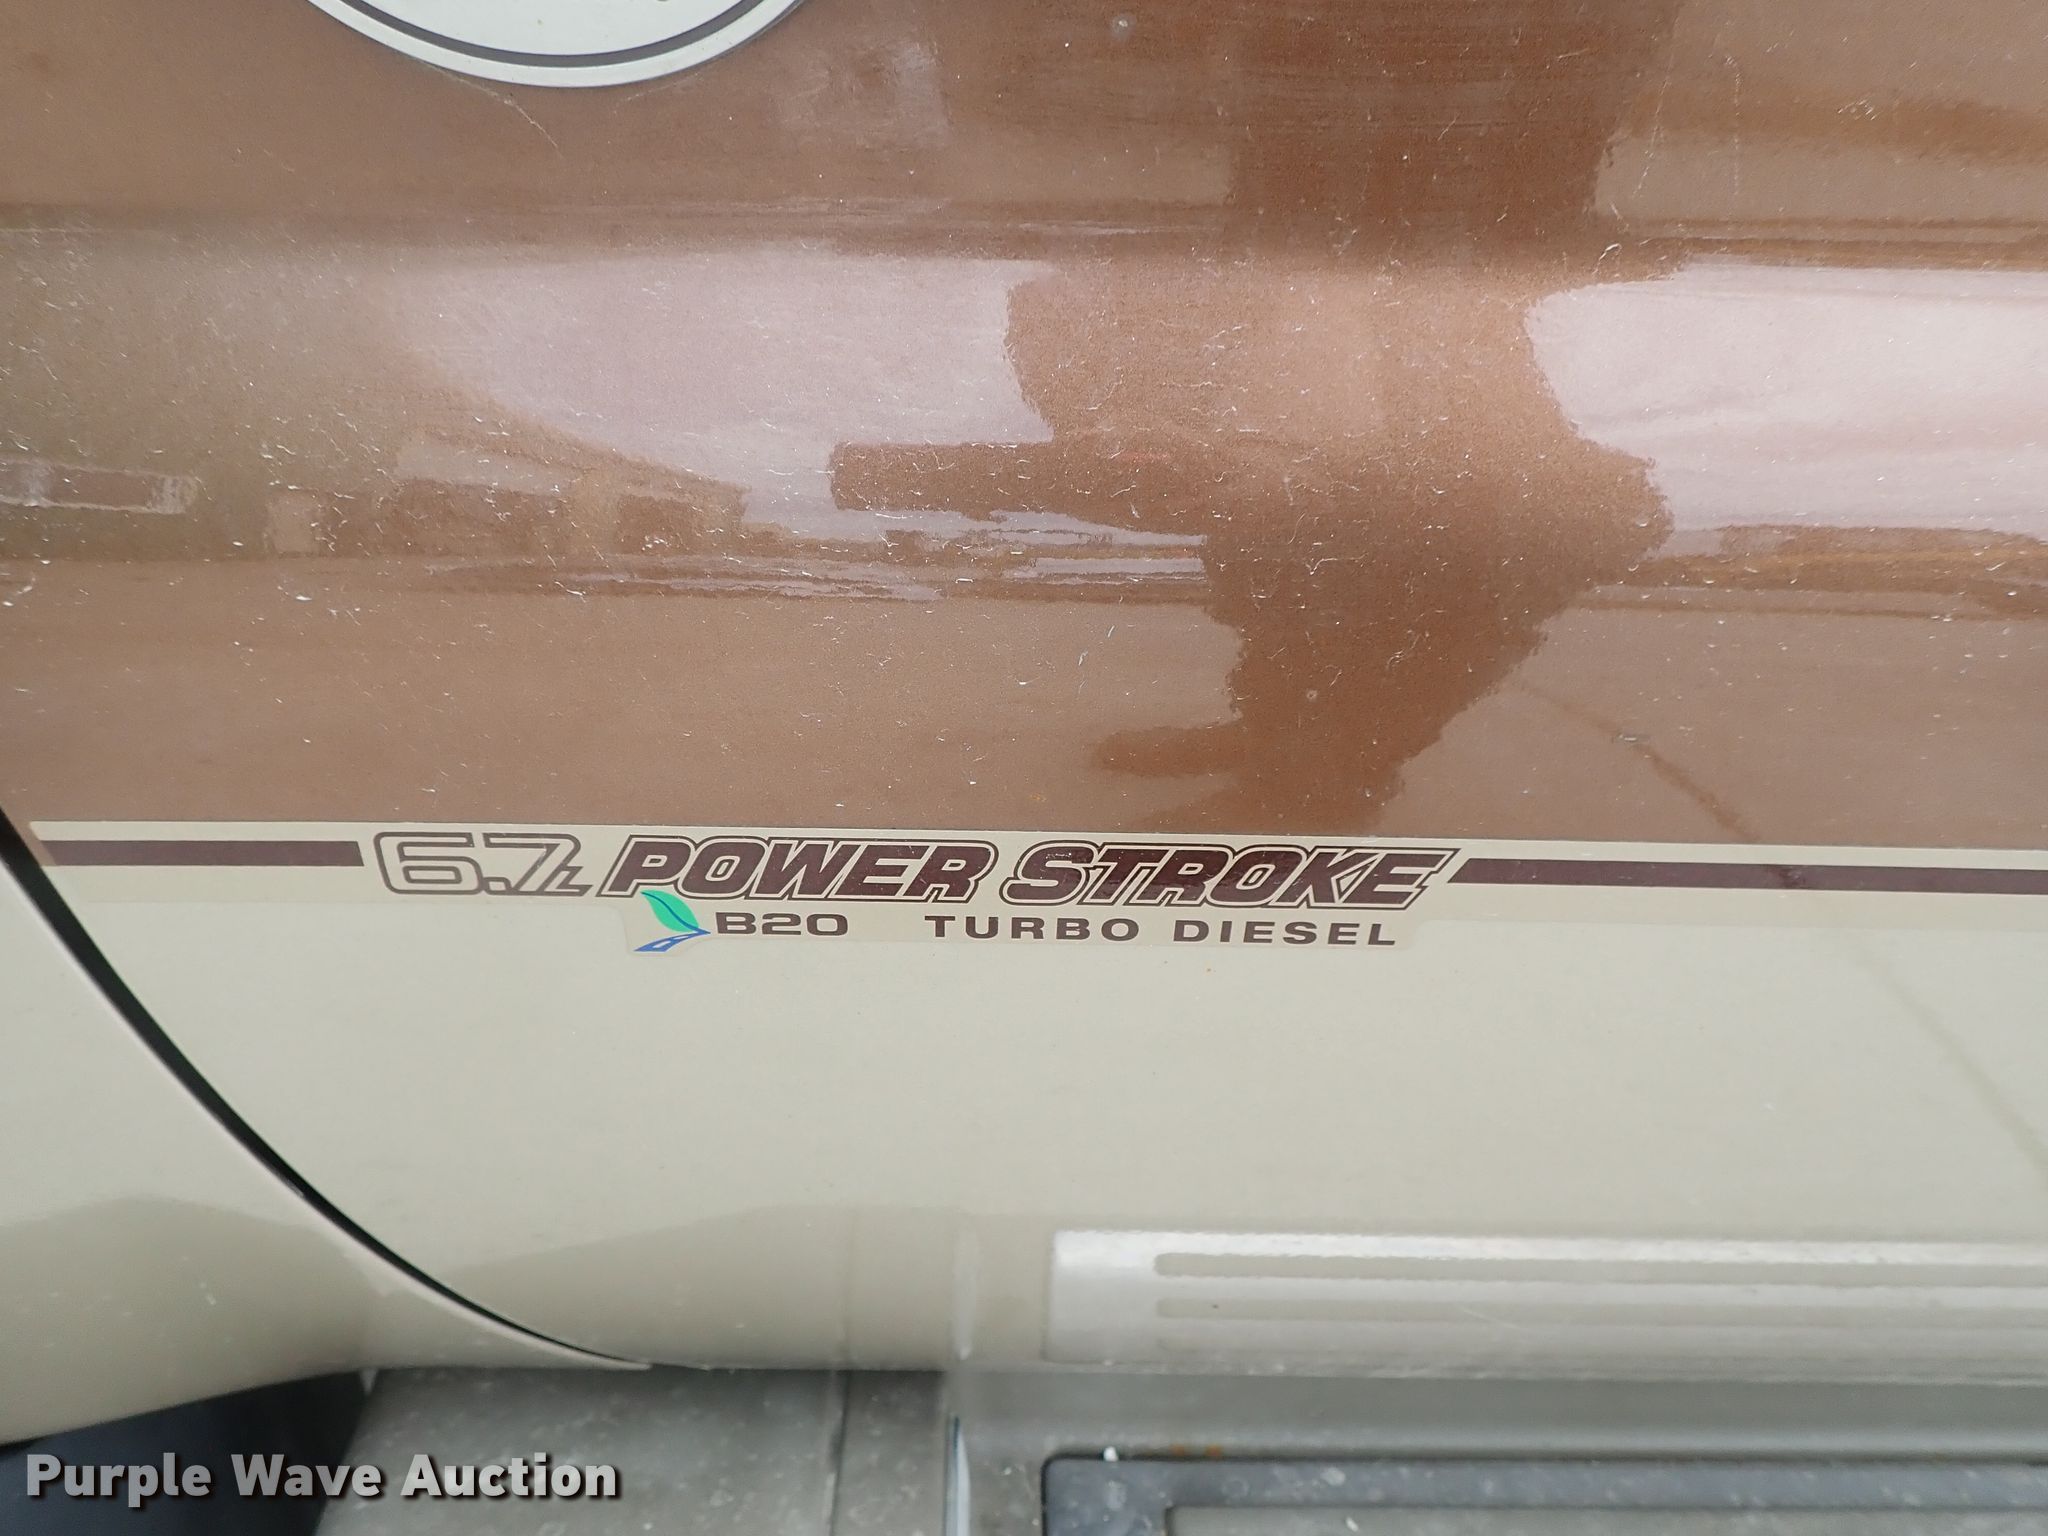 6.7L POWER STROKE
B20 TURBO DIESEL
Purple Wave Auction